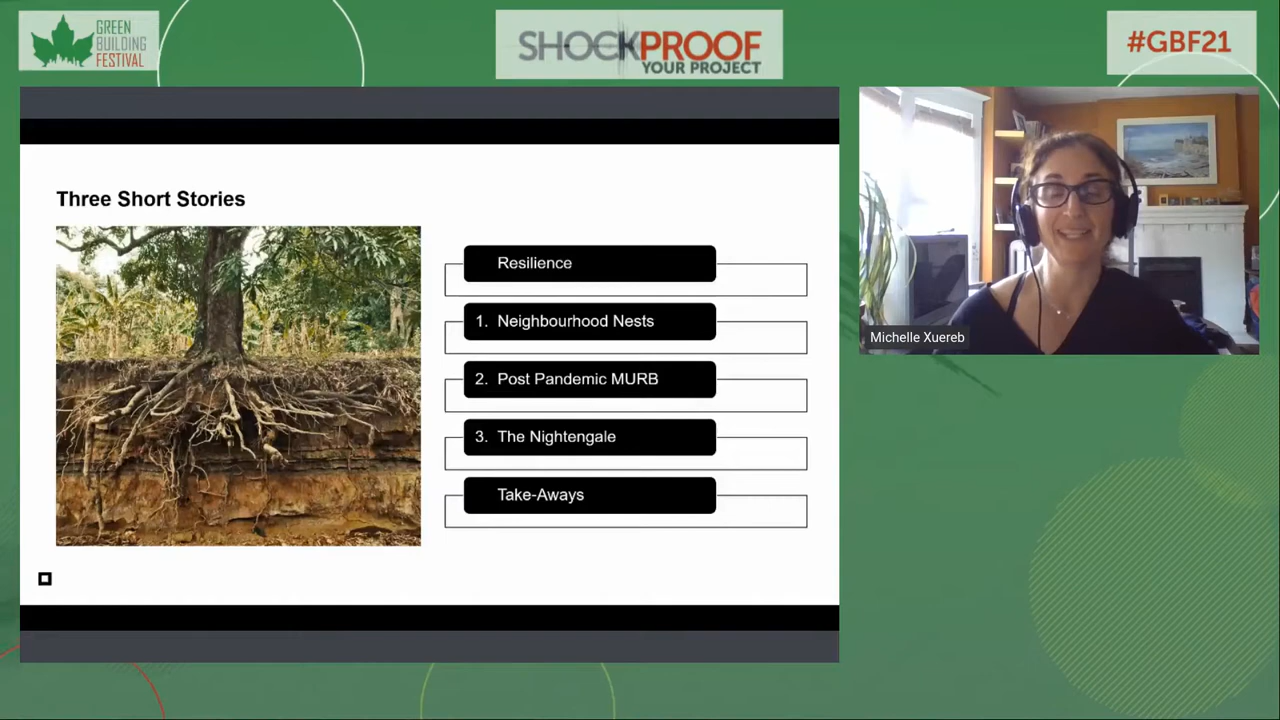 GREEN
BUILDING
FESTIVAL
SHOCKPROOF
YOUR PROJECT
#GBF21
Three Short Stories
Resilience
1. Neighbourhood Nests
2. Post Pandemic MURB
3. The Nightengale
Take-Aways
Michelle Xuereb